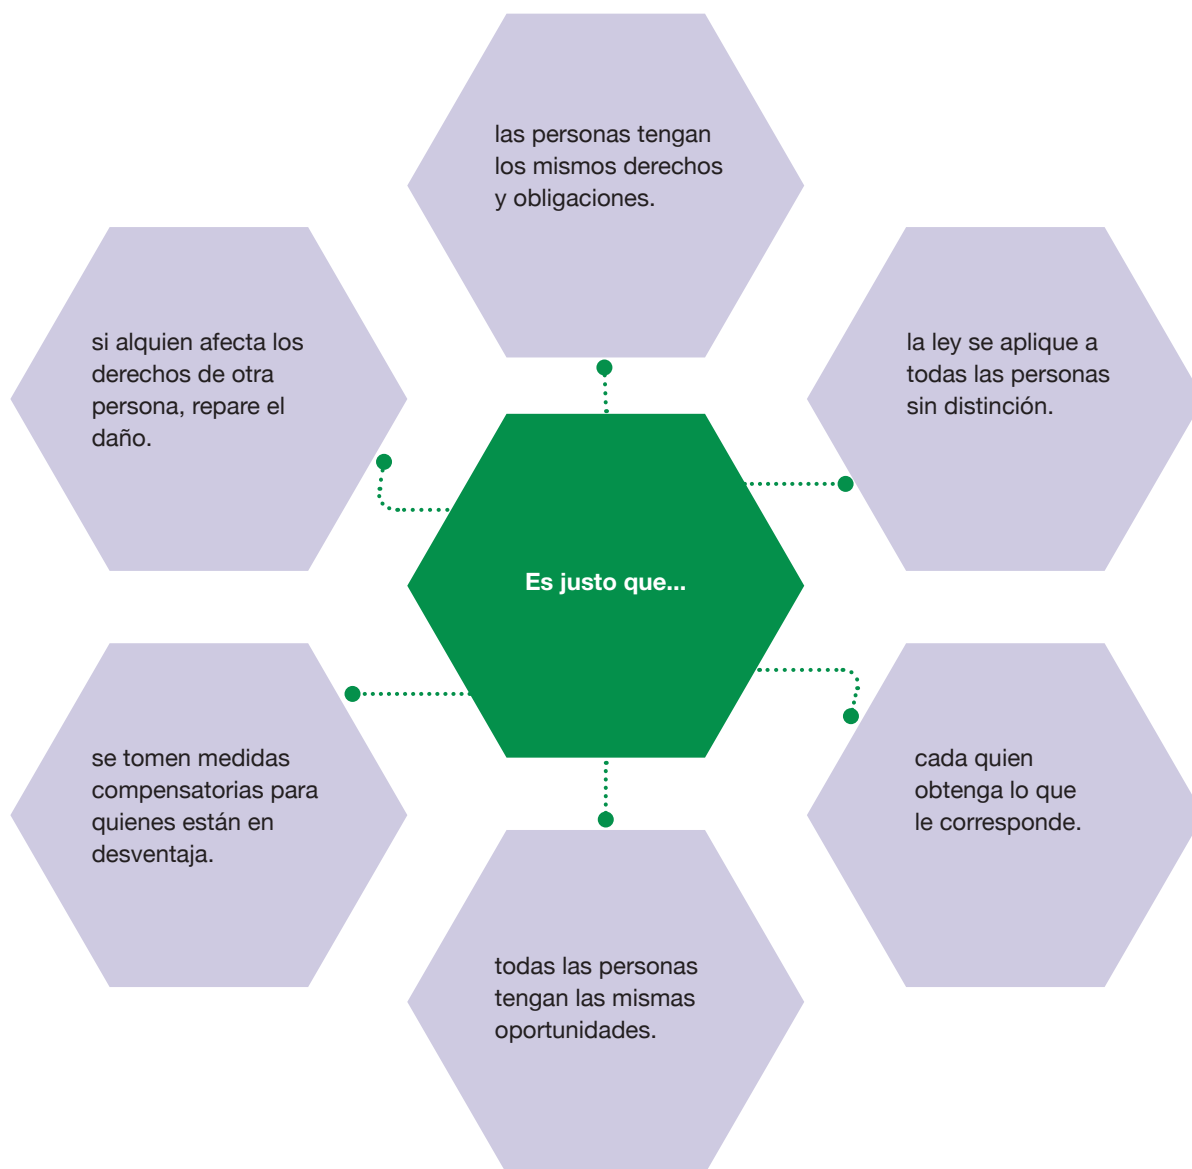 las personas tengan
los mismos derechos
y obligaciones.
si alquien afecta los
derechos de otra
persona, repare el
daño.
la ley se aplique a
todas las personas
sin distinción.
Es justo que...
se tomen medidas
compensatorias para
quienes están en
desventaja.
cada quien
obtenga lo que
le corresponde.
todas las personas
tengan las mismas
oportunidades.